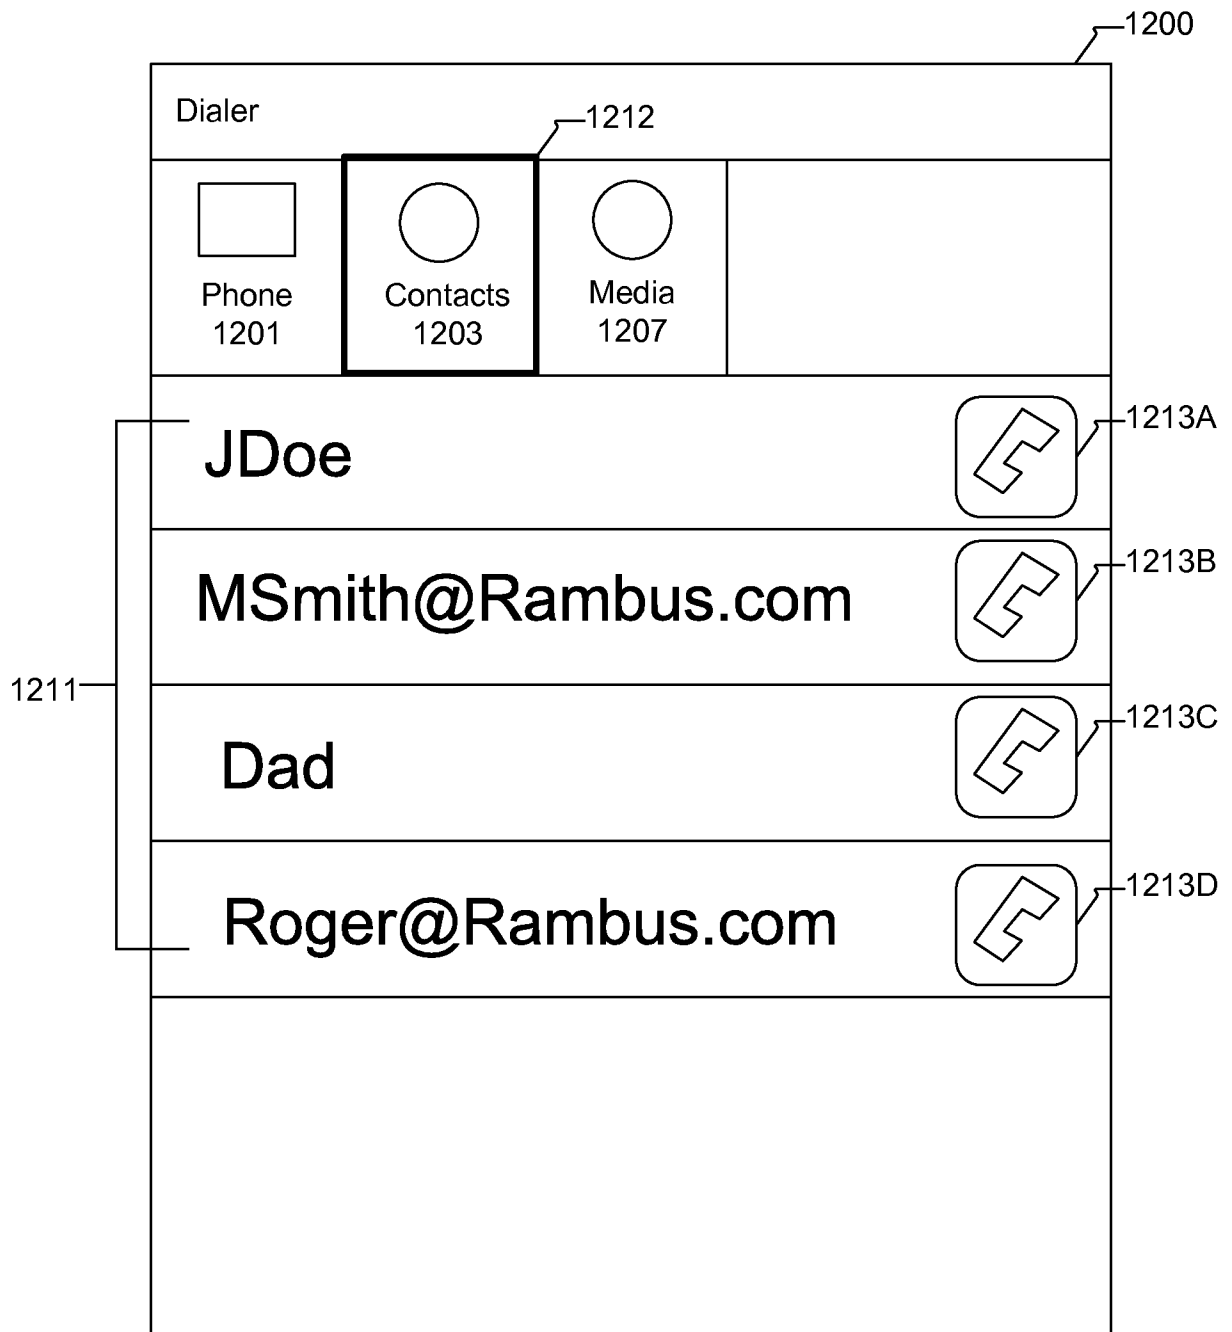 1200
Dialer
1212
Phone
1201
Contacts
1203
Media
1207
JDoe
1213A
MSmith@Rambus.com
1213B
1211
Dad
1213C
Roger@Rambus.com
1213D